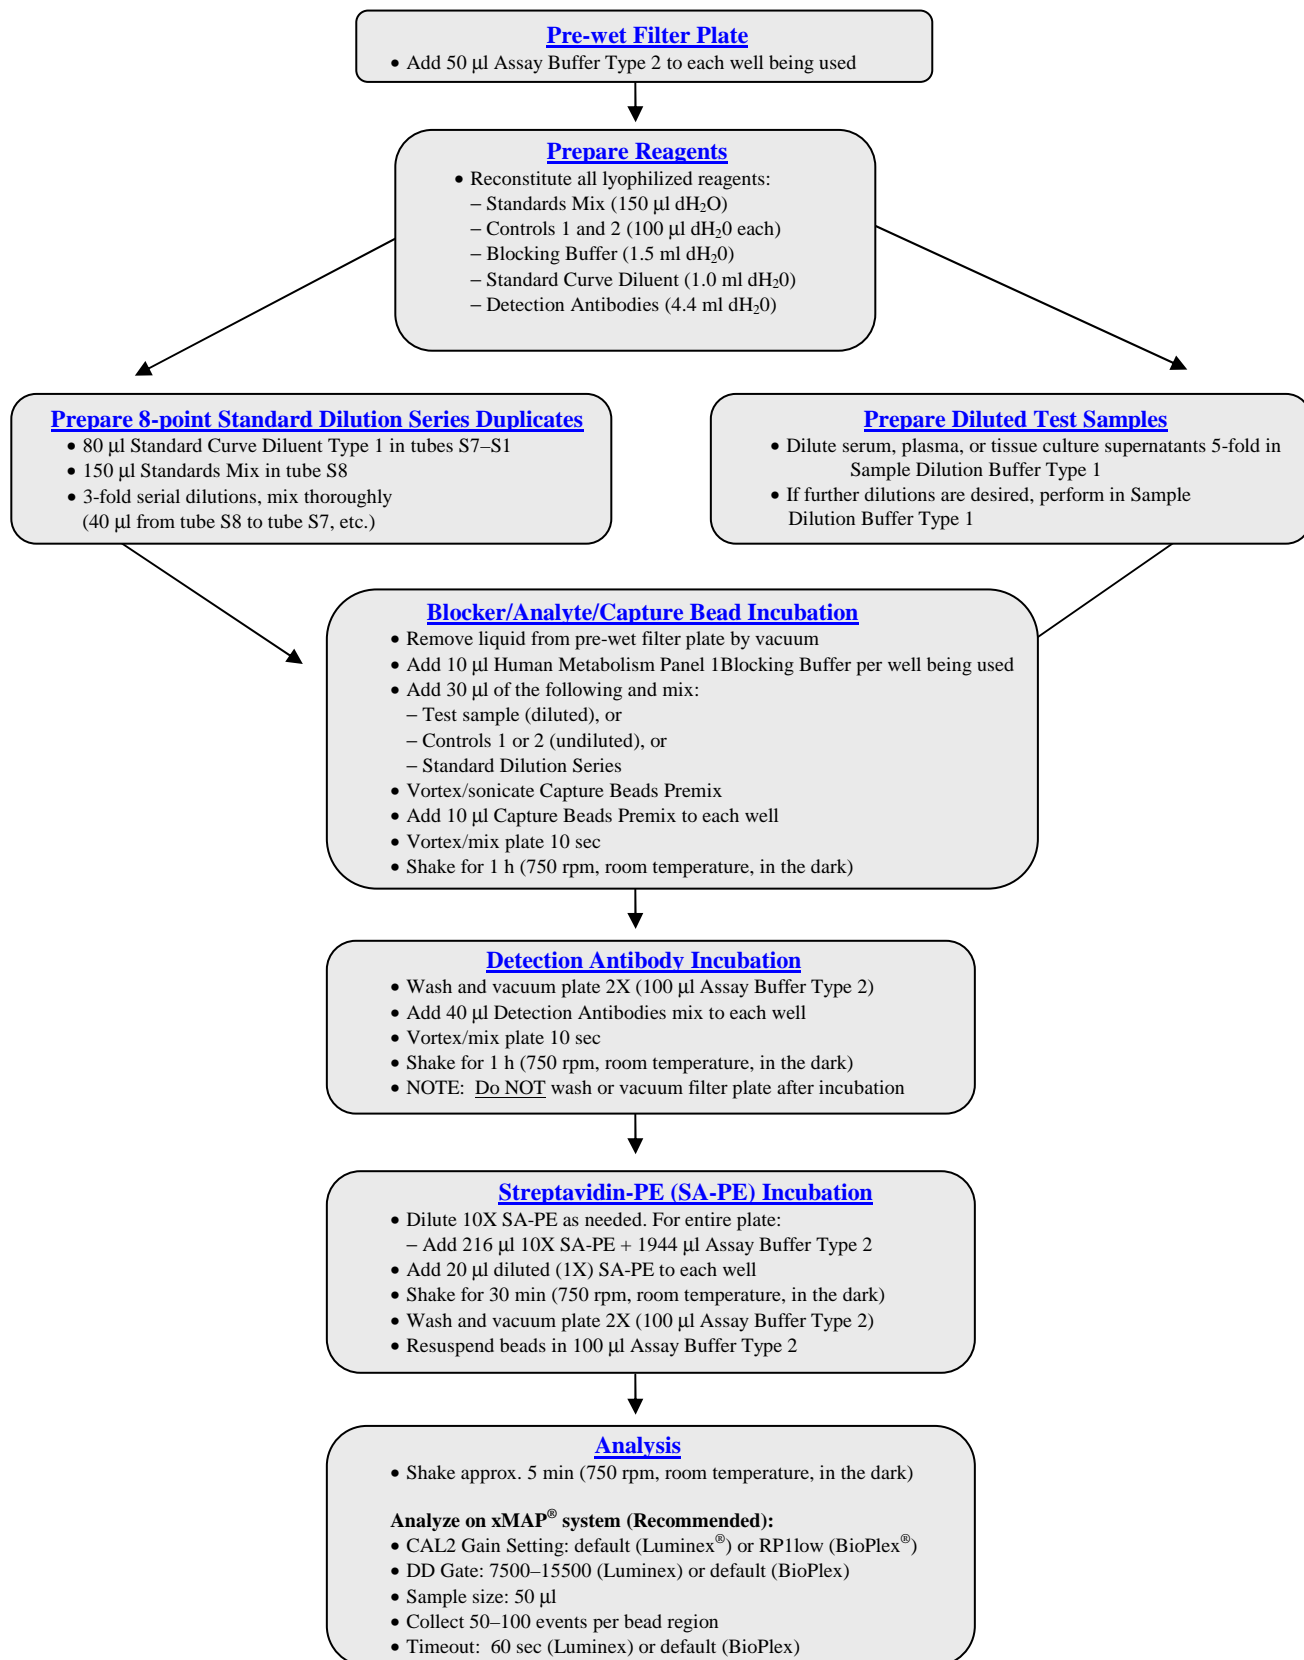 Pre-wet Filter Plate
• Add 50 µl Assay Buffer Type 2 to each well being used
Prepare Reagents
• Reconstitute all lyophilized reagents:
– Standards Mix (150 µl dH₂O)
– Controls 1 and 2 (100 µl dH₂0 each)
– Blocking Buffer (1.5 ml dH₂0)
– Standard Curve Diluent (1.0 ml dH₂0)
– Detection Antibodies (4.4 ml dH₂0)
Prepare 8-point Standard Dilution Series Duplicates
• 80 µl Standard Curve Diluent Type 1 in tubes S7–S1
• 150 µl Standards Mix in tube S8
• 3-fold serial dilutions, mix thoroughly
(40 µl from tube S8 to tube S7, etc.)
Prepare Diluted Test Samples
• Dilute serum, plasma, or tissue culture supernatants 5-fold in
Sample Dilution Buffer Type 1
• If further dilutions are desired, perform in Sample
Dilution Buffer Type 1
Blocker/Analyte/Capture Bead Incubation
• Remove liquid from pre-wet filter plate by vacuum
• Add 10 µl Human Metabolism Panel 1Blocking Buffer per well being used
• Add 30 µl of the following and mix:
– Test sample (diluted), or
– Controls 1 or 2 (undiluted), or
– Standard Dilution Series
• Vortex/sonicate Capture Beads Premix
• Add 10 µl Capture Beads Premix to each well
• Vortex/mix plate 10 sec
• Shake for 1 h (750 rpm, room temperature, in the dark)
Detection Antibody Incubation
• Wash and vacuum plate 2X (100 µl Assay Buffer Type 2)
• Add 40 µl Detection Antibodies mix to each well
• Vortex/mix plate 10 sec
• Shake for 1 h (750 rpm, room temperature, in the dark)
• NOTE: Do NOT wash or vacuum filter plate after incubation
Streptavidin-PE (SA-PE) Incubation
• Dilute 10X SA-PE as needed. For entire plate:
– Add 216 µl 10X SA-PE + 1944 µl Assay Buffer Type 2
• Add 20 µl diluted (1X) SA-PE to each well
• Shake for 30 min (750 rpm, room temperature, in the dark)
• Wash and vacuum plate 2X (100 µl Assay Buffer Type 2)
• Resuspend beads in 100 µl Assay Buffer Type 2
Analysis
• Shake approx. 5 min (750 rpm, room temperature, in the dark)
Analyze on xMAP® system (Recommended):
• CAL2 Gain Setting: default (Luminex®) or RP1low (BioPlex®)
• DD Gate: 7500–15500 (Luminex) or default (BioPlex)
• Sample size: 50 µl
• Collect 50–100 events per bead region
• Timeout: 60 sec (Luminex) or default (BioPlex)